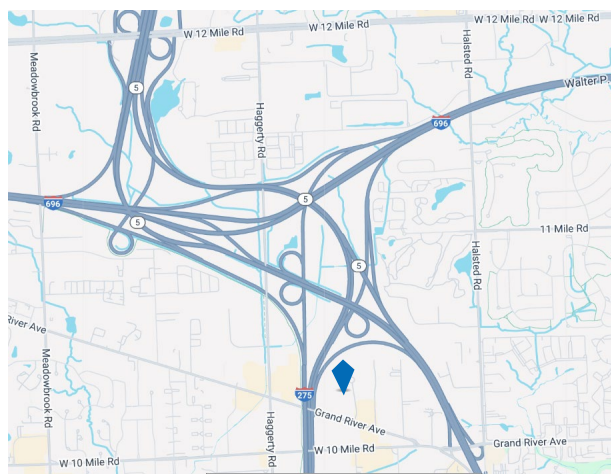 W 12 Mile Rd
W 12 Mile Rd
W 12 Mile Rd
Meadowbrook Rd
Haggerty Rd
Halsted Rd
5
Walter P
696
5
696
5
11 Mile Rd
5
Halsted Rd
River Ave
Meadowbrook Rd
275
Haggerty Rd
Grand River Ave
W 10 Mile Rd
W 10 Mile Rd
Grand River Ave